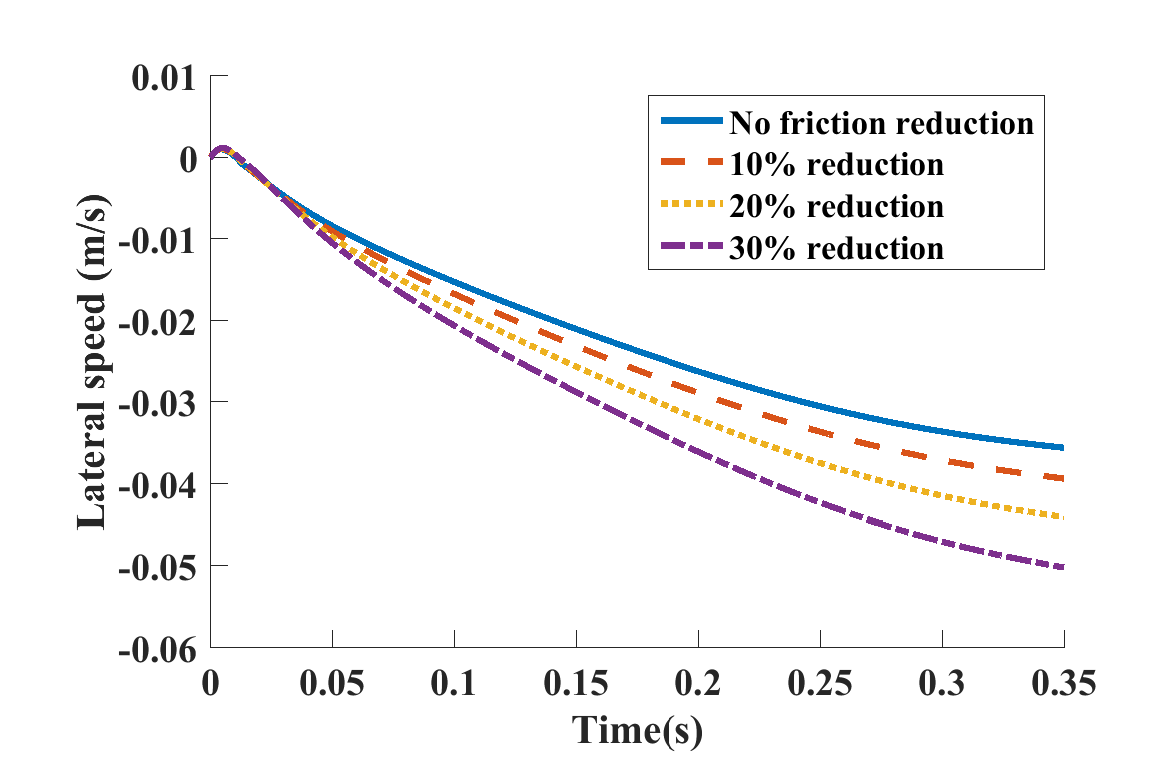 0.01
0
-0.01
-0.02
-0.03
-0.04
-0.05
-0.06
Lateral speed (m/s)
No friction reduction
10% reduction
20% reduction
30% reduction
0 0.05 0.1 0.15 0.2 0.25 0.3 0.35
Time(s)